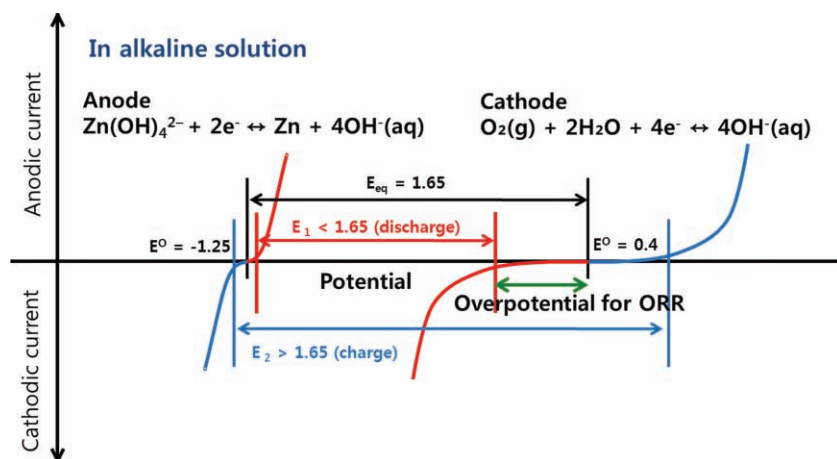 In alkaline solution
Anode
Zn(OH)₄²⁻ + 2e⁻ ↔ Zn + 4OH⁻(aq)
Cathode
O₂(g) + 2H₂O + 4e⁻ ↔ 4OH⁻(aq)
Anodic current
E_eq = 1.65
E₁ < 1.65 (discharge)
E⁰ = -1.25
E⁰ = 0.4
Potential
Overpotential for ORR
E₂ > 1.65 (charge)
Cathodic current